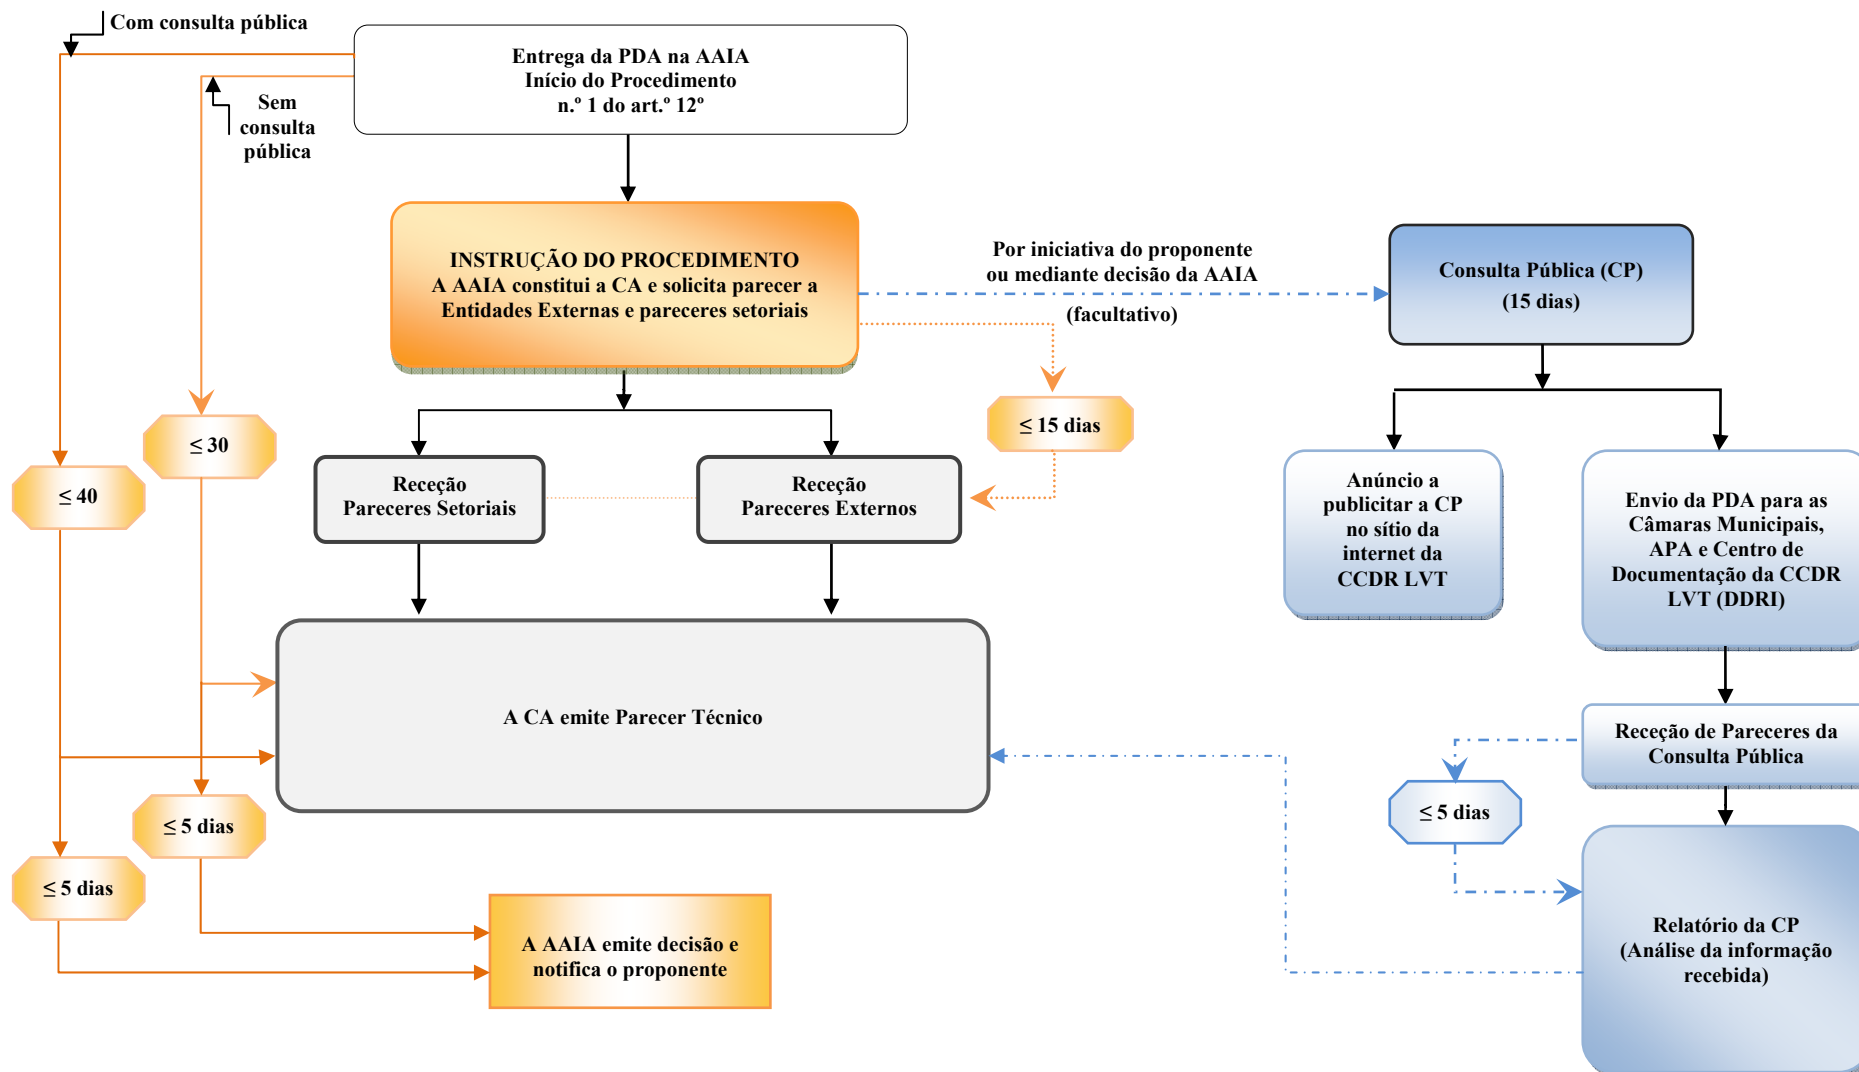 Com consulta pública
Entrega da PDA na AAIA
Início do Procedimento
n.º 1 do art.º 12º
Sem
consulta
pública
INSTRUÇÃO DO PROCEDIMENTO
A AAIA constitui a CA e solicita parecer a
Entidades Externas e pareceres setoriais
Por iniciativa do proponente
ou mediante decisão da AAIA
(facultativo)
Consulta Pública (CP)
(15 dias)
≤ 15 dias
≤ 30
≤ 40
Receção
Pareceres Setoriais
Receção
Pareceres Externos
Anúncio a
publicitar a CP
no sítio da
internet da
CCDR LVT
Envio da PDA para as
Câmaras Municipais,
APA e Centro de
Documentação da CCDR
LVT (DDRI)
A CA emite Parecer Técnico
Receção de Pareceres da
Consulta Pública
≤ 5 dias
≤ 5 dias
≤ 5 dias
A AAIA emite decisão e
notifica o proponente
Relatório da CP
(Análise da informação
recebida)